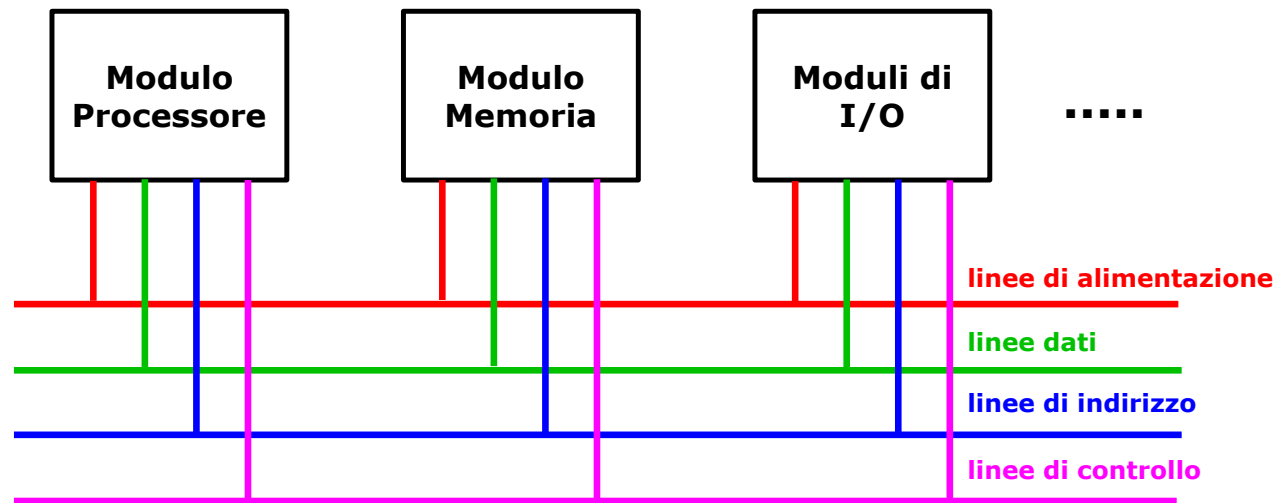 Modulo
Processore
Modulo
Memoria
Moduli di
I/O
.....
linee di alimentazione
linee dati
linee di indirizzo
linee di controllo